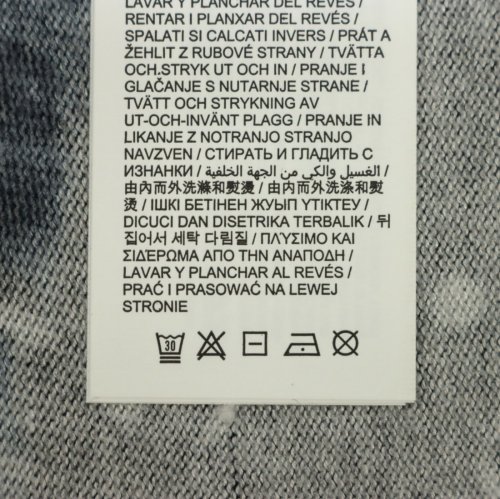 LAVAR Y PLANCHAR DEL REVÉS /
RENTAR I PLANXAR DEL REVÉS /
SPALATI SI CALCATI INVERS / PRÁT A
ŽEHLIT Z RUBOVÉ STRANY / TVÄTTA
OCH.STRYK UT OCH IN / PRANJE I
GLAČANJE S NUTARNJE STRANE /
TVÄTT OCH STRYKNING AV
UT-OCH-INVÄNT PLAGG / PRANJE IN
LIKANJE Z NOTRANJO STRANJO
NAVZVEN / СТИРАТЬ И ГЛАДИТЬ С
ИЗНАНКИ / الغسيل والكي من الجهة الخلفية /
由內而外洗滌和熨燙 / 由内而外洗涤和熨
烫 / ІШКІ БЕТІНЕН ЖУЫП ҮТІКТЕУ /
DICUCI DAN DISETRIKA TERBALIK / 뒤
집어서 세탁 다림질 / ΠΛΥΣΙΜΟ ΚΑΙ
ΣΙΔΈΡΩΜΑ ΑΠΟ ΤΗΝ ΑΝΑΠΟΔΗ /
LAVAR Y PLANCHAR AL REVÉS /
PRAĆ I PRASOWAĆ NA LEWEJ
STRONIE
30